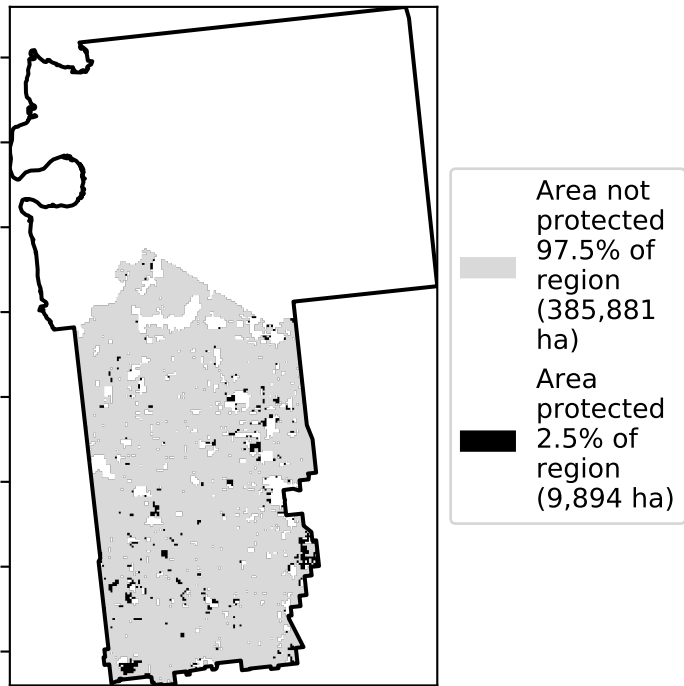 Area not
protected
97.5% of
region
(385,881
ha)
Area
protected
2.5% of
region
(9,894 ha)